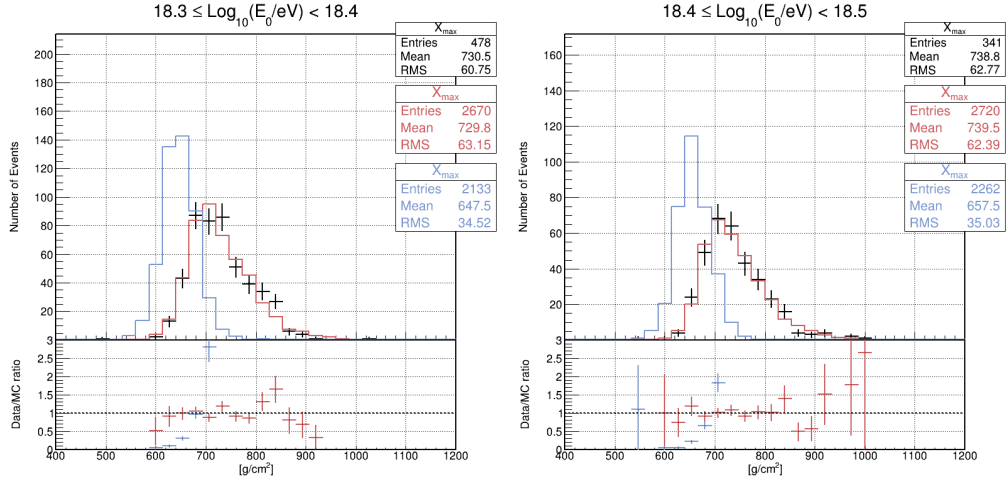 18.3 ≤ Log₁₀(E₀/eV) < 18.4
Xmax
Entries 478
Mean 730.5
RMS 60.75
Xmax
Entries 2670
Mean 729.8
RMS 63.15
Xmax
Entries 2133
Mean 647.5
RMS 34.52
Number of Events
200
180
160
140
120
100
80
60
40
20
Data/MC ratio
3
2.5
2
1.5
1
0.5
0
400 500 600 700 800 900 1000 1100 1200
[g/cm²]
18.4 ≤ Log₁₀(E₀/eV) < 18.5
Xmax
Entries 341
Mean 738.8
RMS 62.77
Xmax
Entries 2720
Mean 739.5
RMS 62.39
Xmax
Entries 2262
Mean 657.5
RMS 35.03
Number of Events
160
140
120
100
80
60
40
20
Data/MC ratio
3
2.5
2
1.5
1
0.5
0
400 500 600 700 800 900 1000 1100 1200
[g/cm²]